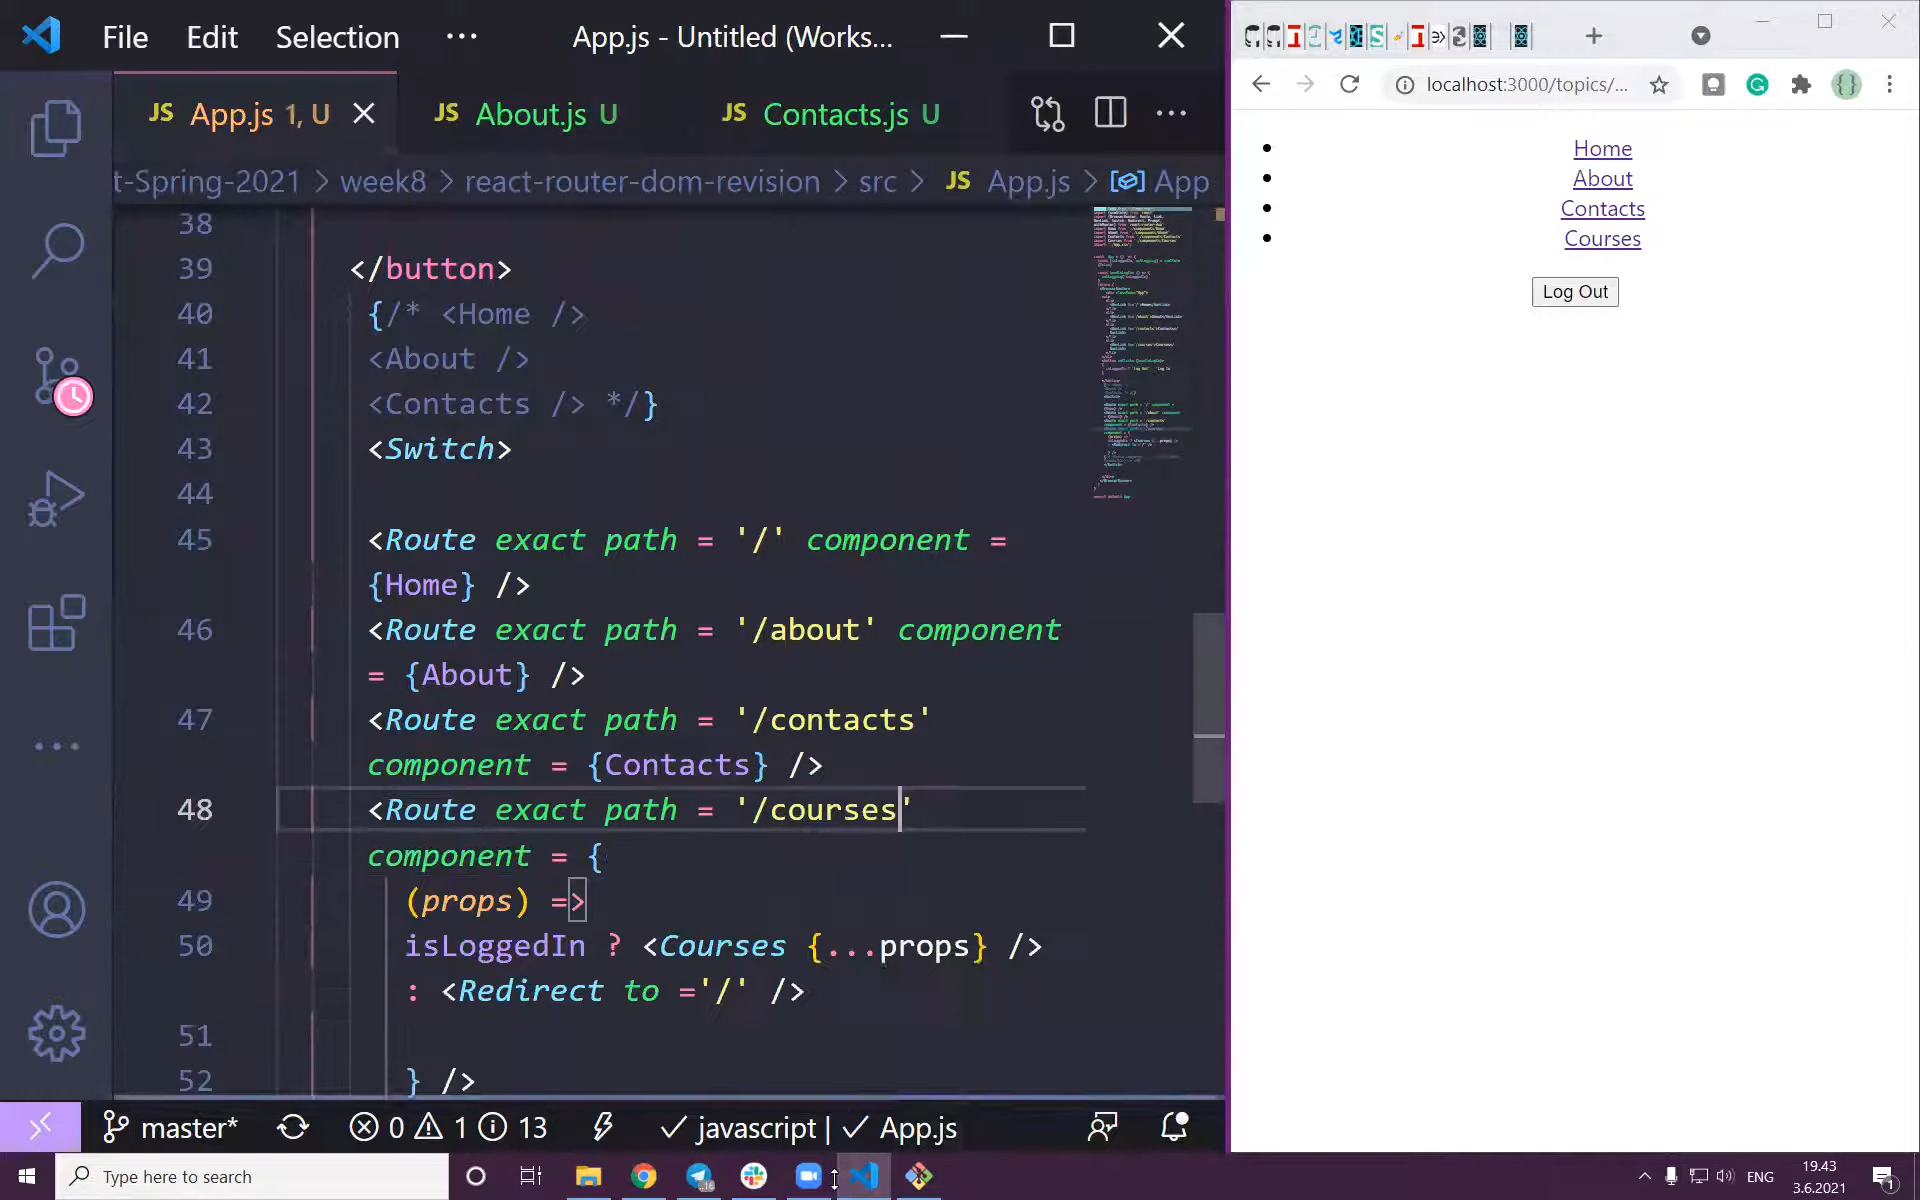 File Edit Selection ··· App.js - Untitled (Works...
JS App.js 1, U JS About.js U JS Contacts.js U
t-Spring-2021 > week8 > react-router-dom-revision > src > JS App.js > App
38
39 </button>
40 {/* <Home />
41 <About />
42 <Contacts /> */}
43 <Switch>
44
45 <Route exact path = '/' component =
{Home} />
46 <Route exact path = '/about' component
= {About} />
47 <Route exact path = '/contacts'
component = {Contacts} />
48 <Route exact path = '/courses'
component = {
49 (props) =>
50 isLoggedIn ? <Courses {...props} />
: <Redirect to ='/' />
51
52 } />
master* 0 1 13 javascript | App.js
localhost:3000/topics/...
Home
About
Contacts
Courses
Log Out
Type here to search
ENG
19.43
3.6.2021